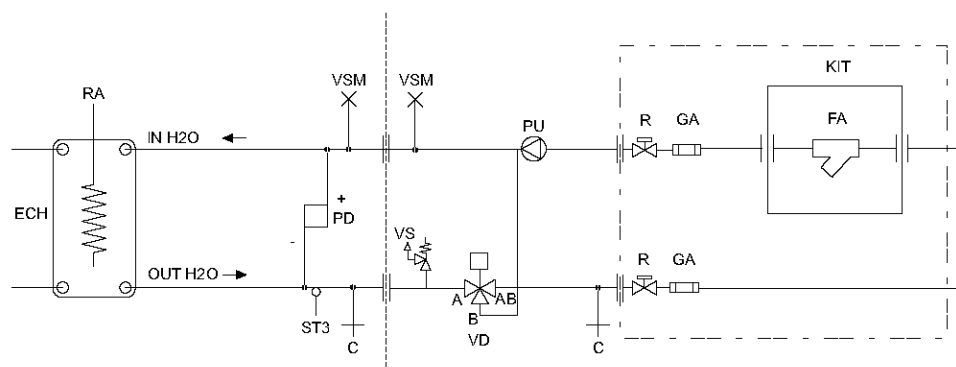 VSM
VSM
KIT
RA
PU
R
GA
FA
IN H2O
ECH
+
PD
-
VS
OUT H2O
R
GA
A
AB
B
ST3
C
VD
C